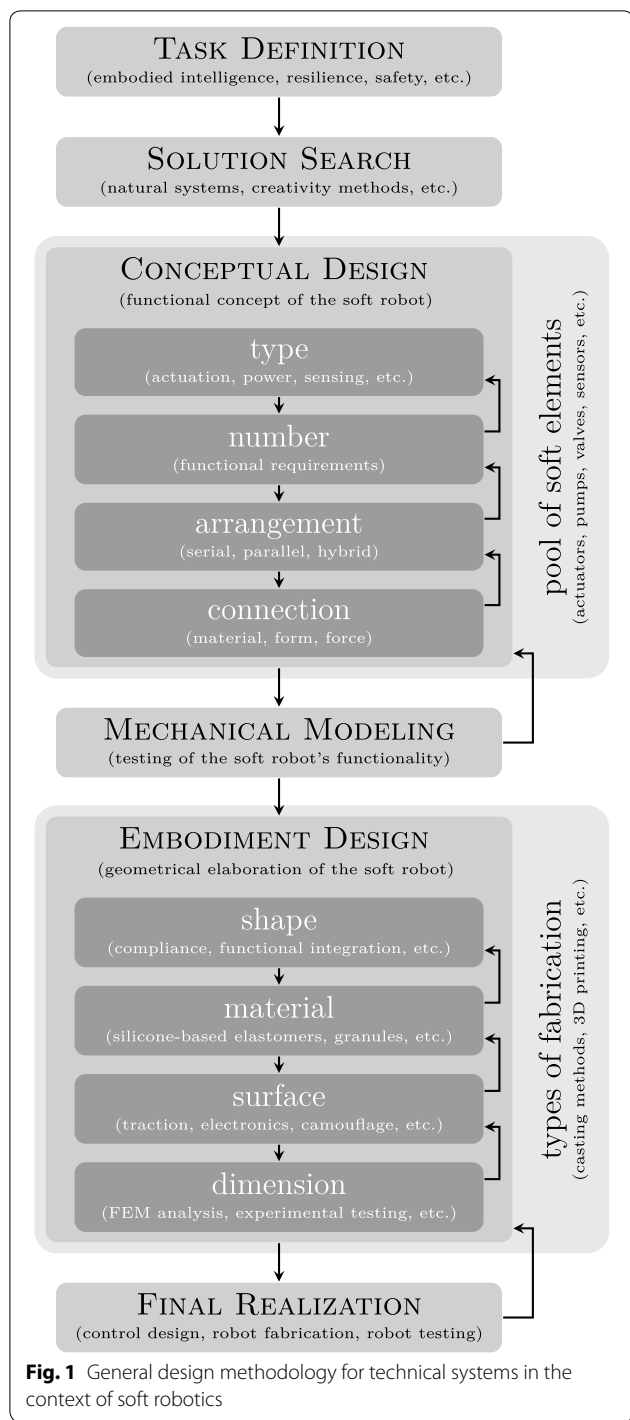 TASK DEFINITION
(embodied intelligence, resilience, safety, etc.)
SOLUTION SEARCH
(natural systems, creativity methods, etc.)
CONCEPTUAL DESIGN
(functional concept of the soft robot)
type
(actuation, power, sensing, etc.)
number
(functional requirements)
arrangement
(serial, parallel, hybrid)
connection
(material, form, force)
pool of soft elements
(actuators, pumps, valves, sensors, etc.)
MECHANICAL MODELING
(testing of the soft robot's functionality)
EMBODIMENT DESIGN
(geometrical elaboration of the soft robot)
shape
(compliance, functional integration, etc.)
material
(silicone-based elastomers, granules, etc.)
surface
(traction, electronics, camouflage, etc.)
dimension
(FEM analysis, experimental testing, etc.)
types of fabrication
(casting methods, 3D printing, etc.)
FINAL REALIZATION
(control design, robot fabrication, robot testing)
Fig. 1 General design methodology for technical systems in the
context of soft robotics